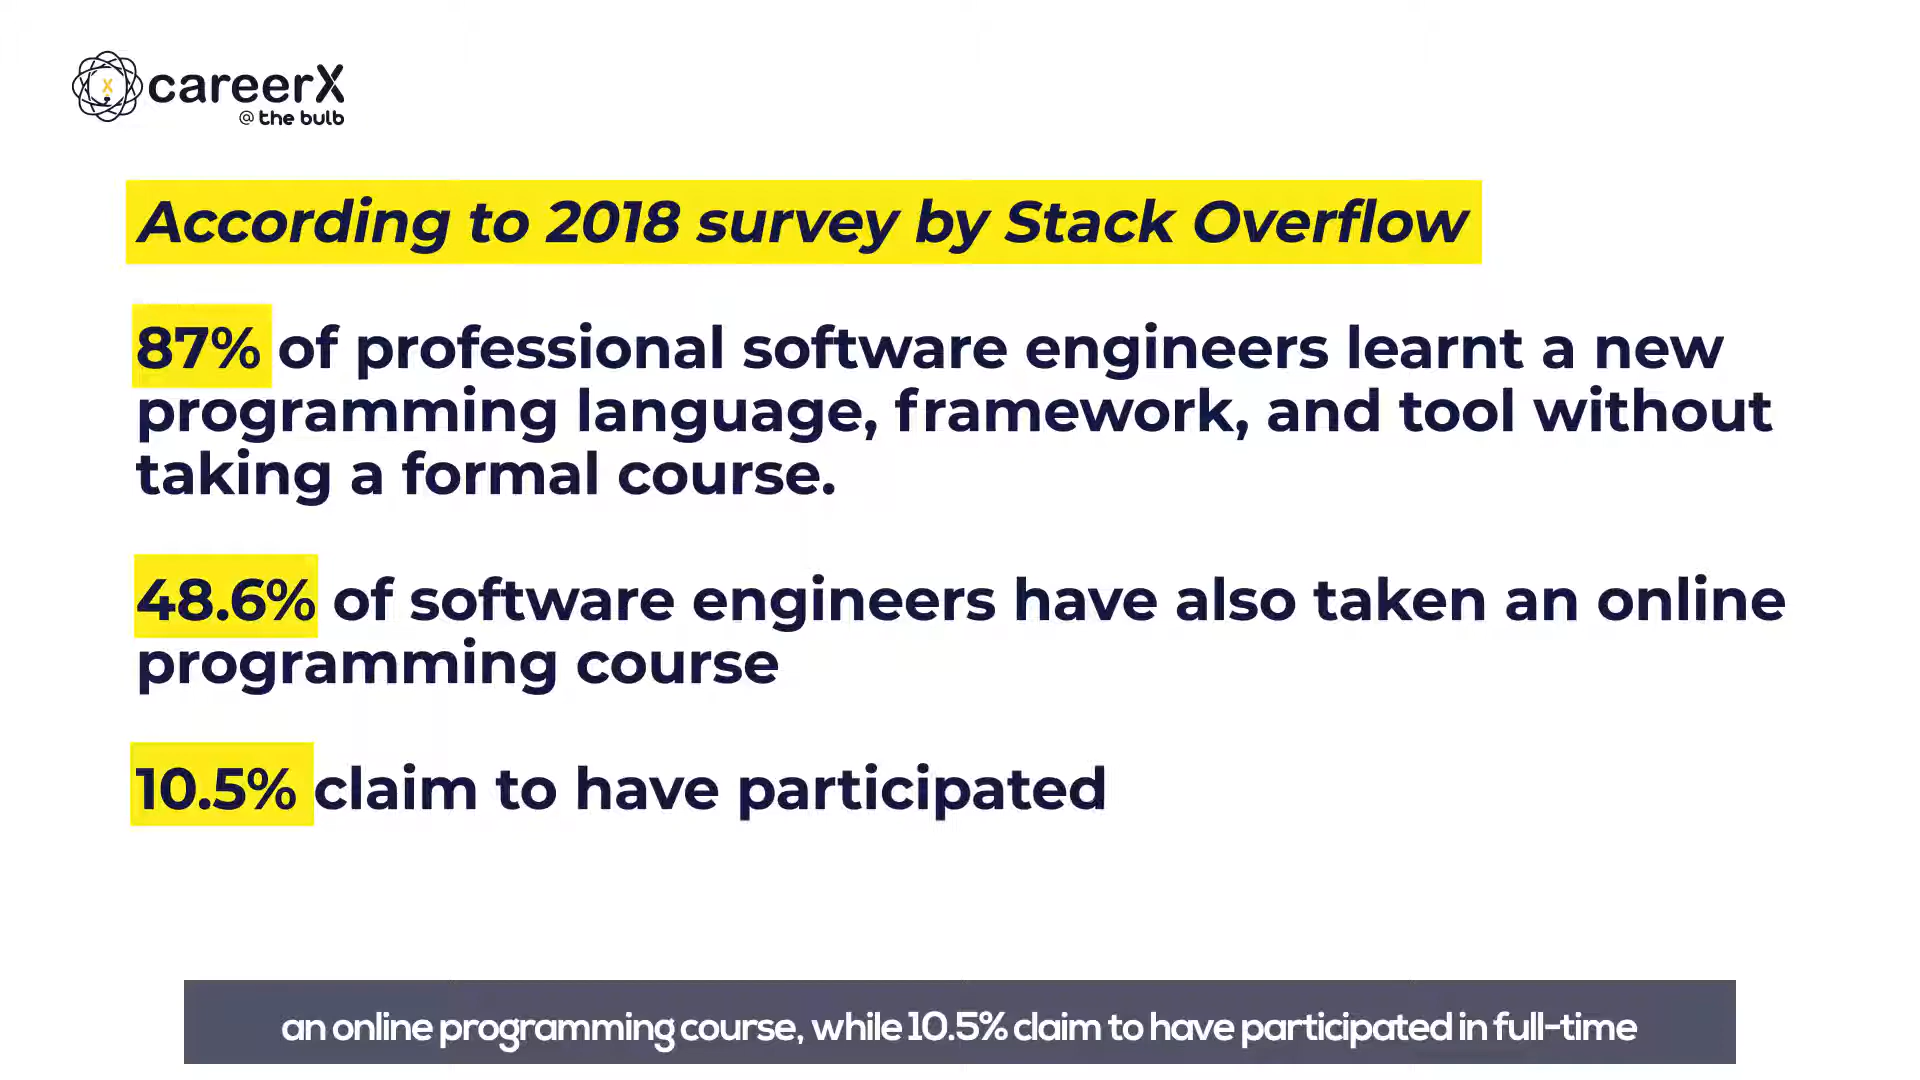 careerX
@ the bulb
According to 2018 survey by Stack Overflow
87% of professional software engineers learnt a new
programming language, framework, and tool without
taking a formal course.
48.6% of software engineers have also taken an online
programming course
10.5% claim to have participated
an online programming course, while 10.5% claim to have participated in full-time